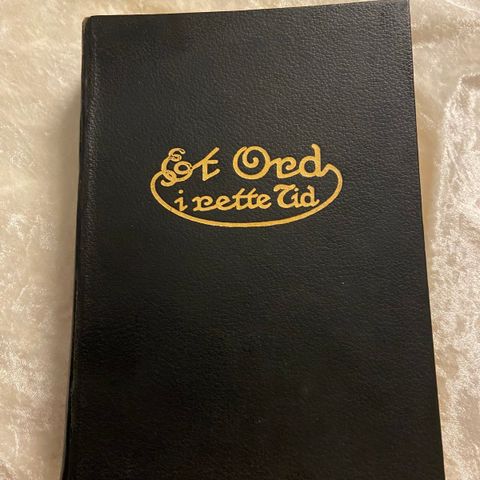 Et Ord
i rette Tid